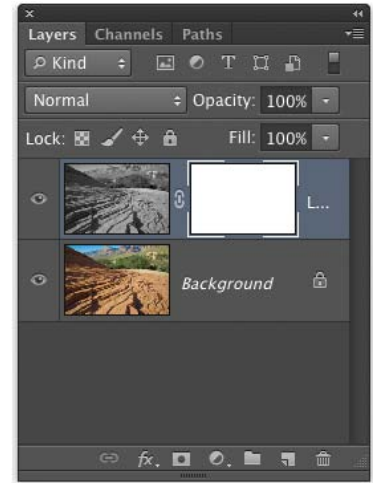 Layers Channels Paths
Kind
Normal Opacity: 100%
Lock: Fill: 100%
L...
Background